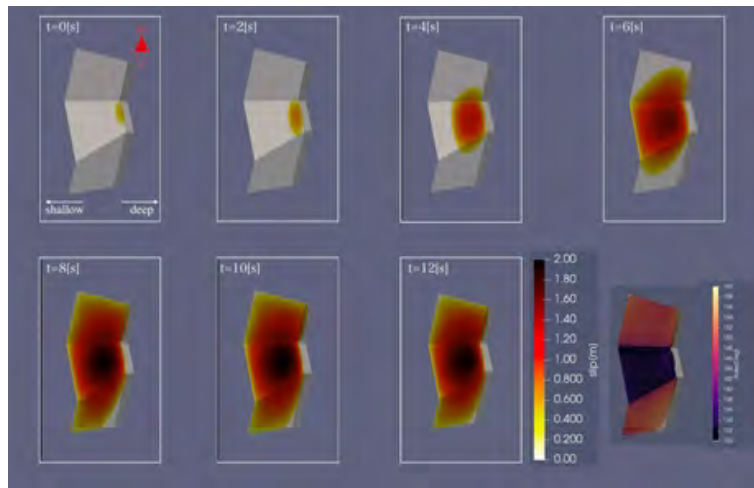 t=0[s]
t=2[s]
t=4[s]
t=6[s]
shallow
deep
t=8[s]
t=10[s]
t=12[s]
2.00
1.80
1.60
1.40
1.20
1.00
0.800
0.600
0.400
0.200
0.00
slip(m)